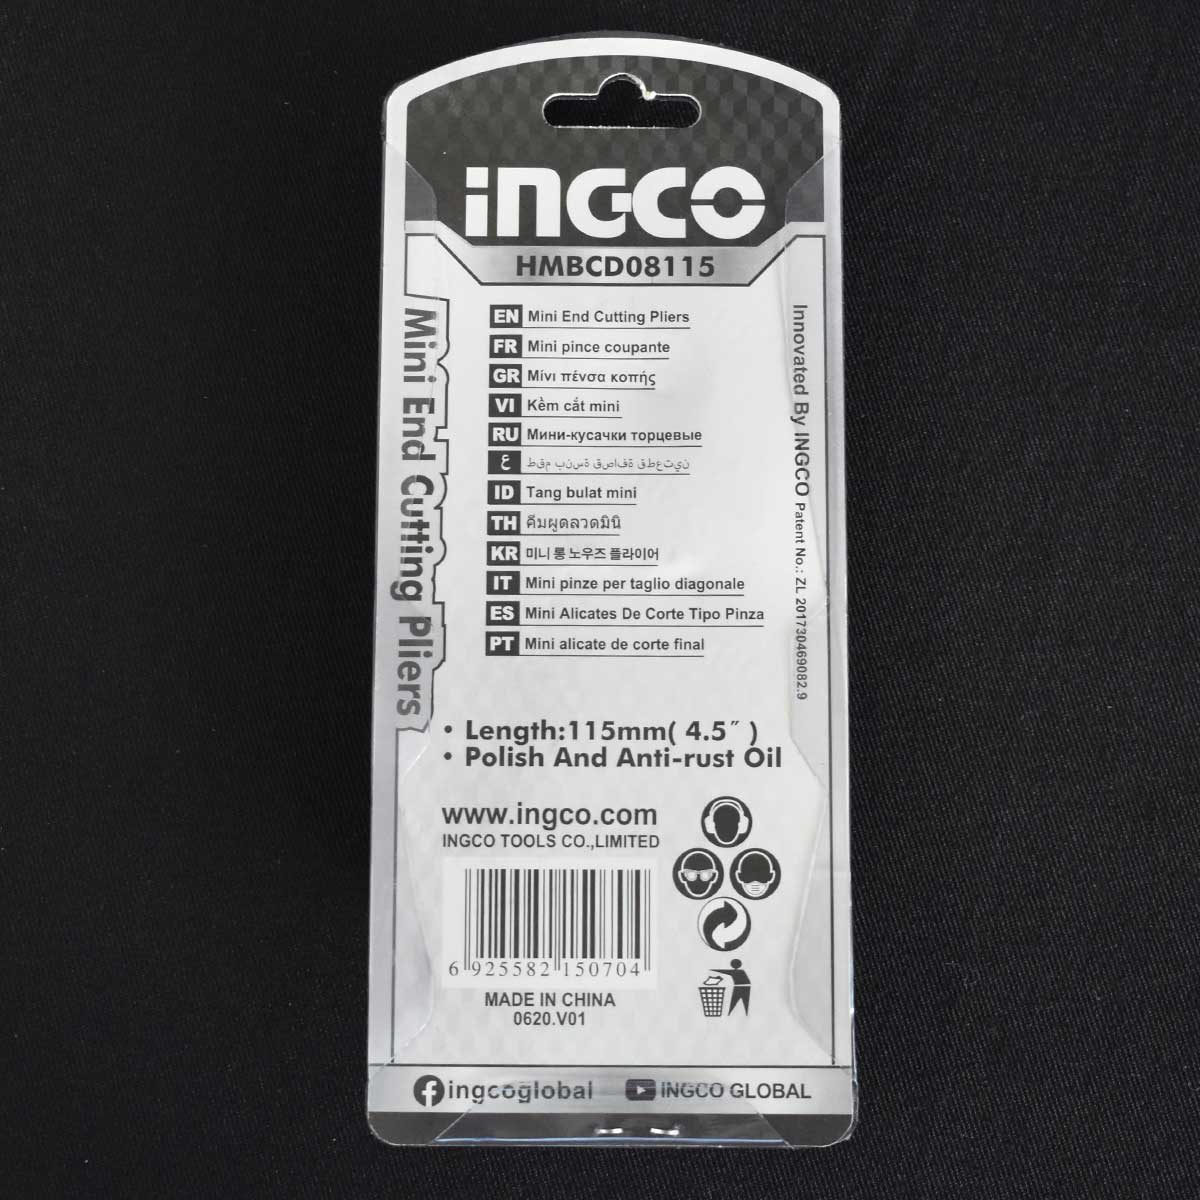 INGCO
HMBCD08115
EN Mini End Cutting Pliers
FR Mini pince coupante
GR Μίνι πένσα κοπής
VI Kềm cắt mini
RU Мини-кусачки торцевые
ع ط ق م ب ن س ة ق ص ا ف ة ق ط ع ت ي ن
ID Tang bulat mini
TH คีมผูดลวดมินิ
KR 미니 롱 노우즈 플라이어
IT Mini pinze per taglio diagonale
ES Mini Alicates De Corte Tipo Pinza
PT Mini alicate de corte final
Mini End Cutting Pliers
Innovated By INGCO Patent No.: ZL 201730469082.9
• Length:115mm( 4.5″ )
• Polish And Anti-rust Oil
www.ingco.com
INGCO TOOLS CO.,LIMITED
6 925582 150704
MADE IN CHINA
0620.V01
ingcoglobal INGCO GLOBAL